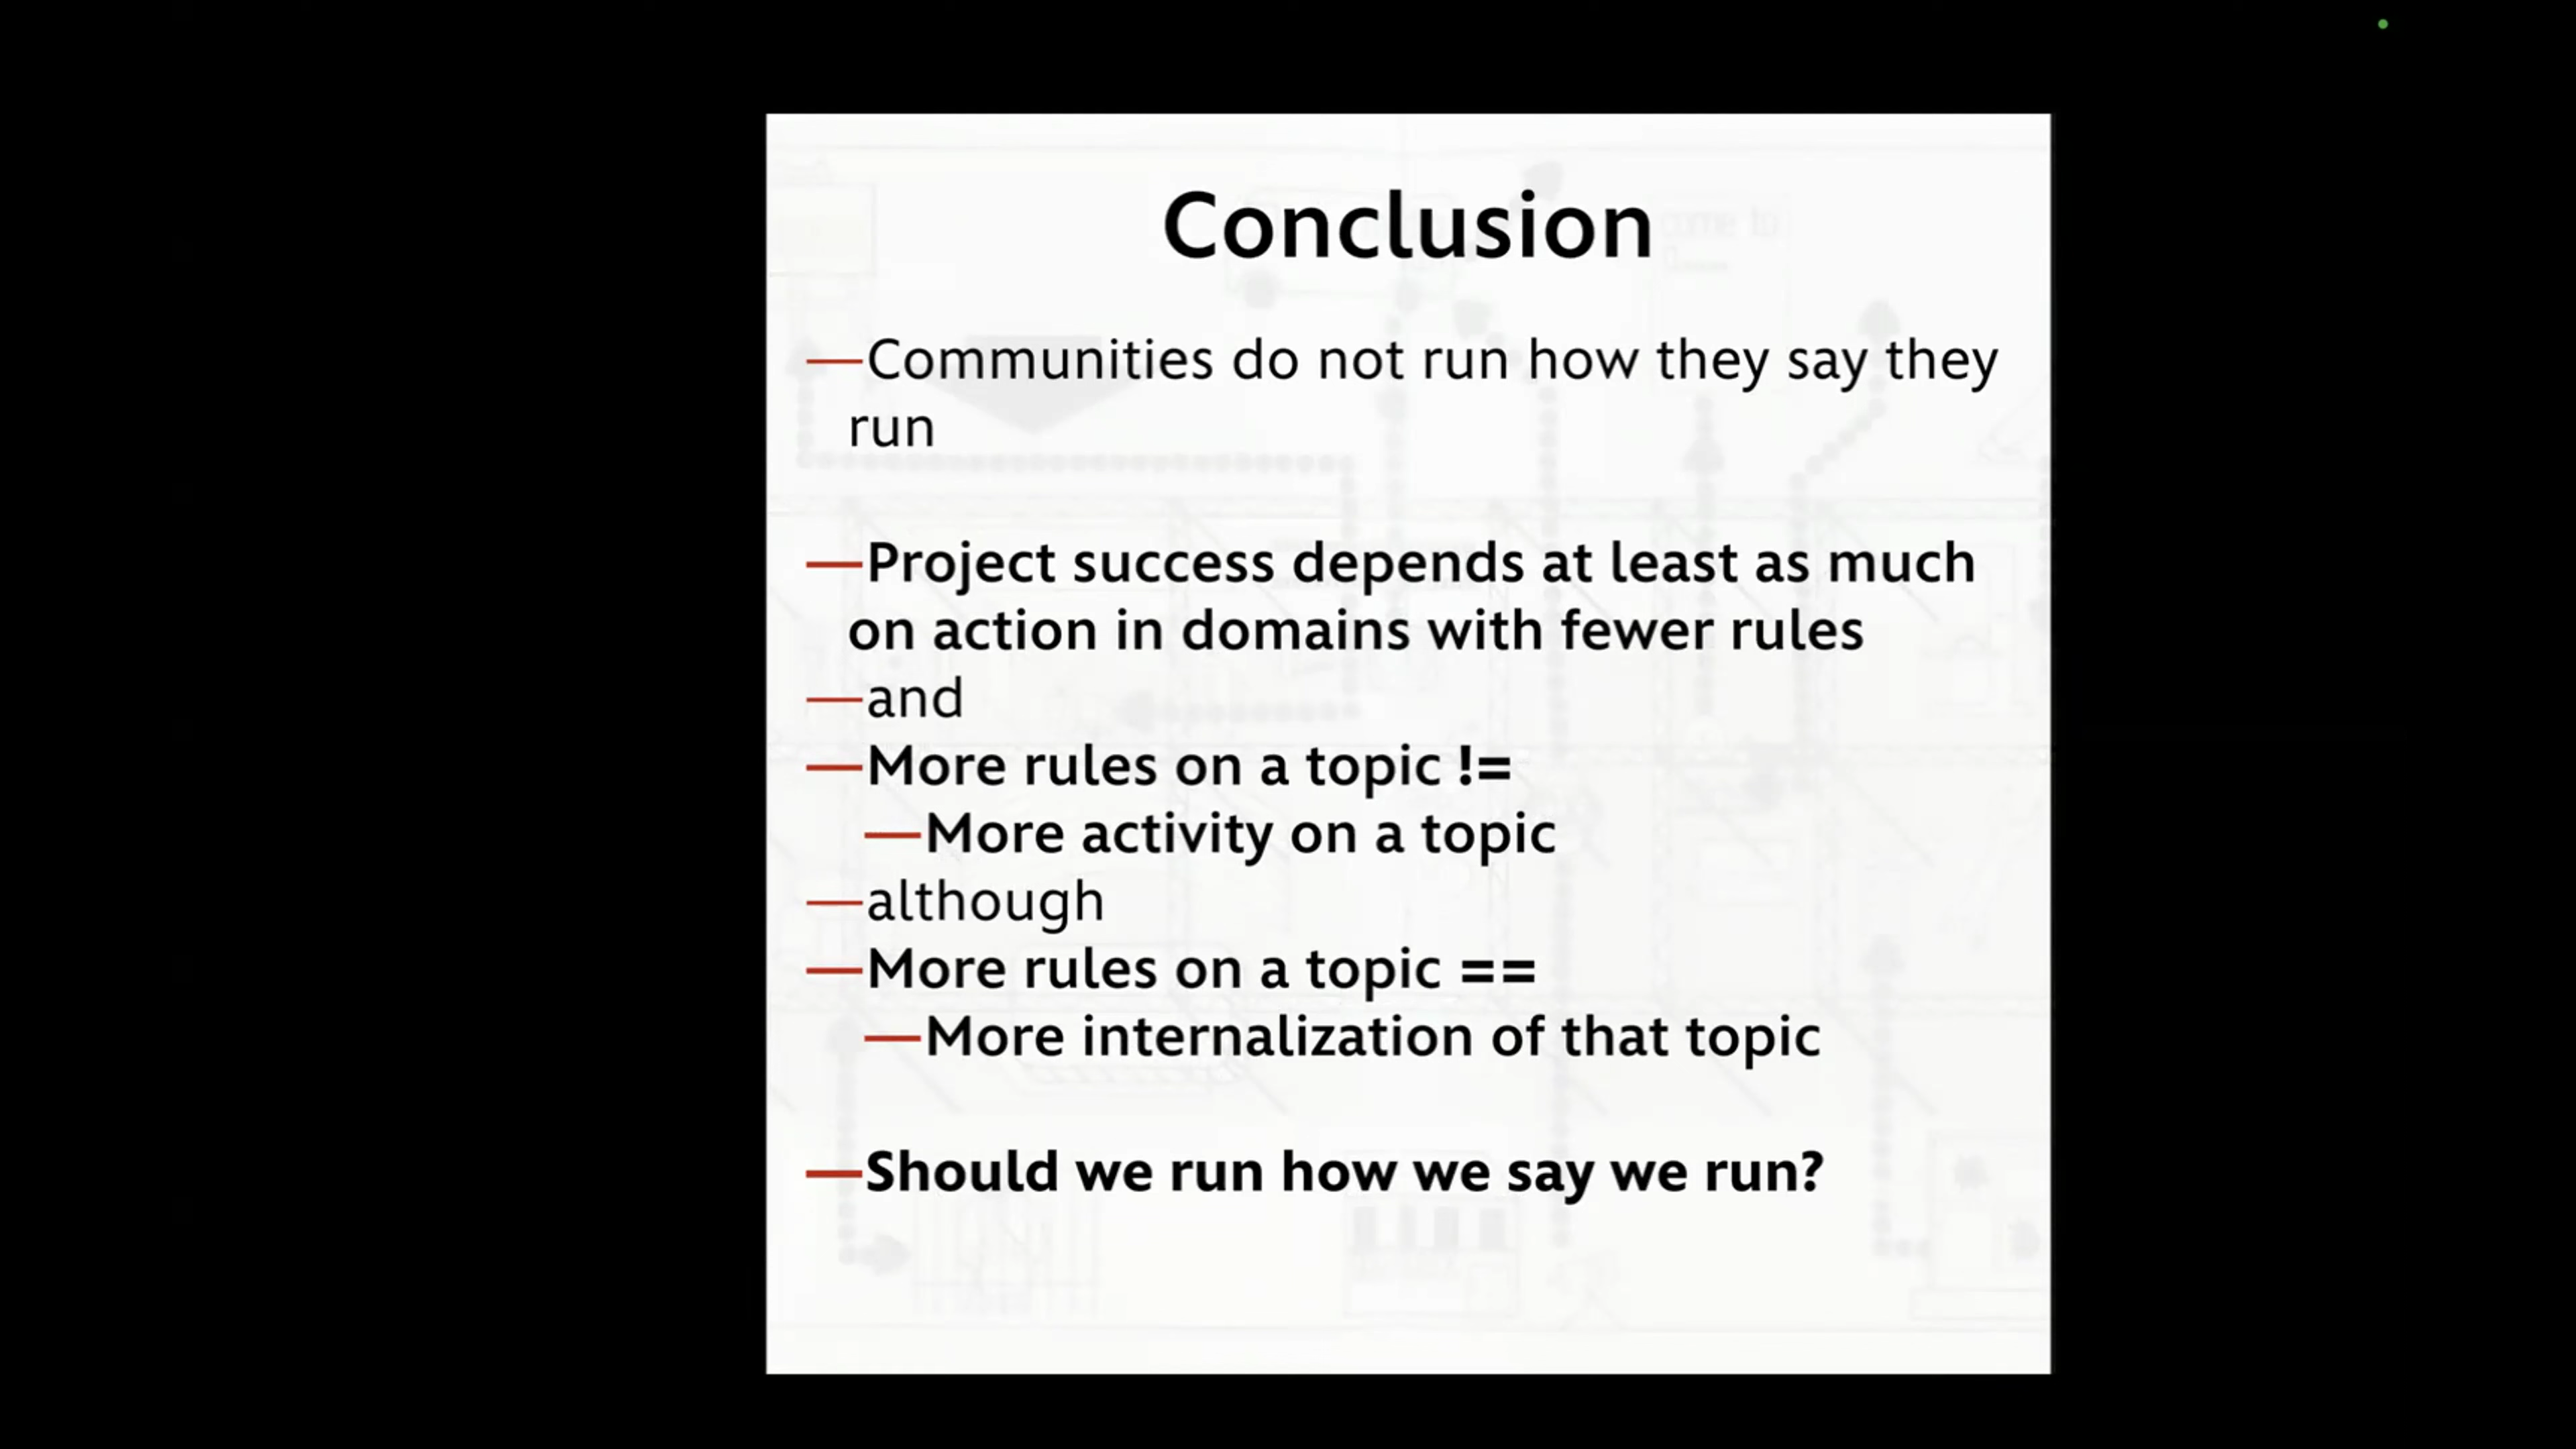 Conclusion
—Communities do not run how they say they
run
—Project success depends at least as much
on action in domains with fewer rules
—and
—More rules on a topic !=
—More activity on a topic
—although
—More rules on a topic ==
—More internalization of that topic
—Should we run how we say we run?